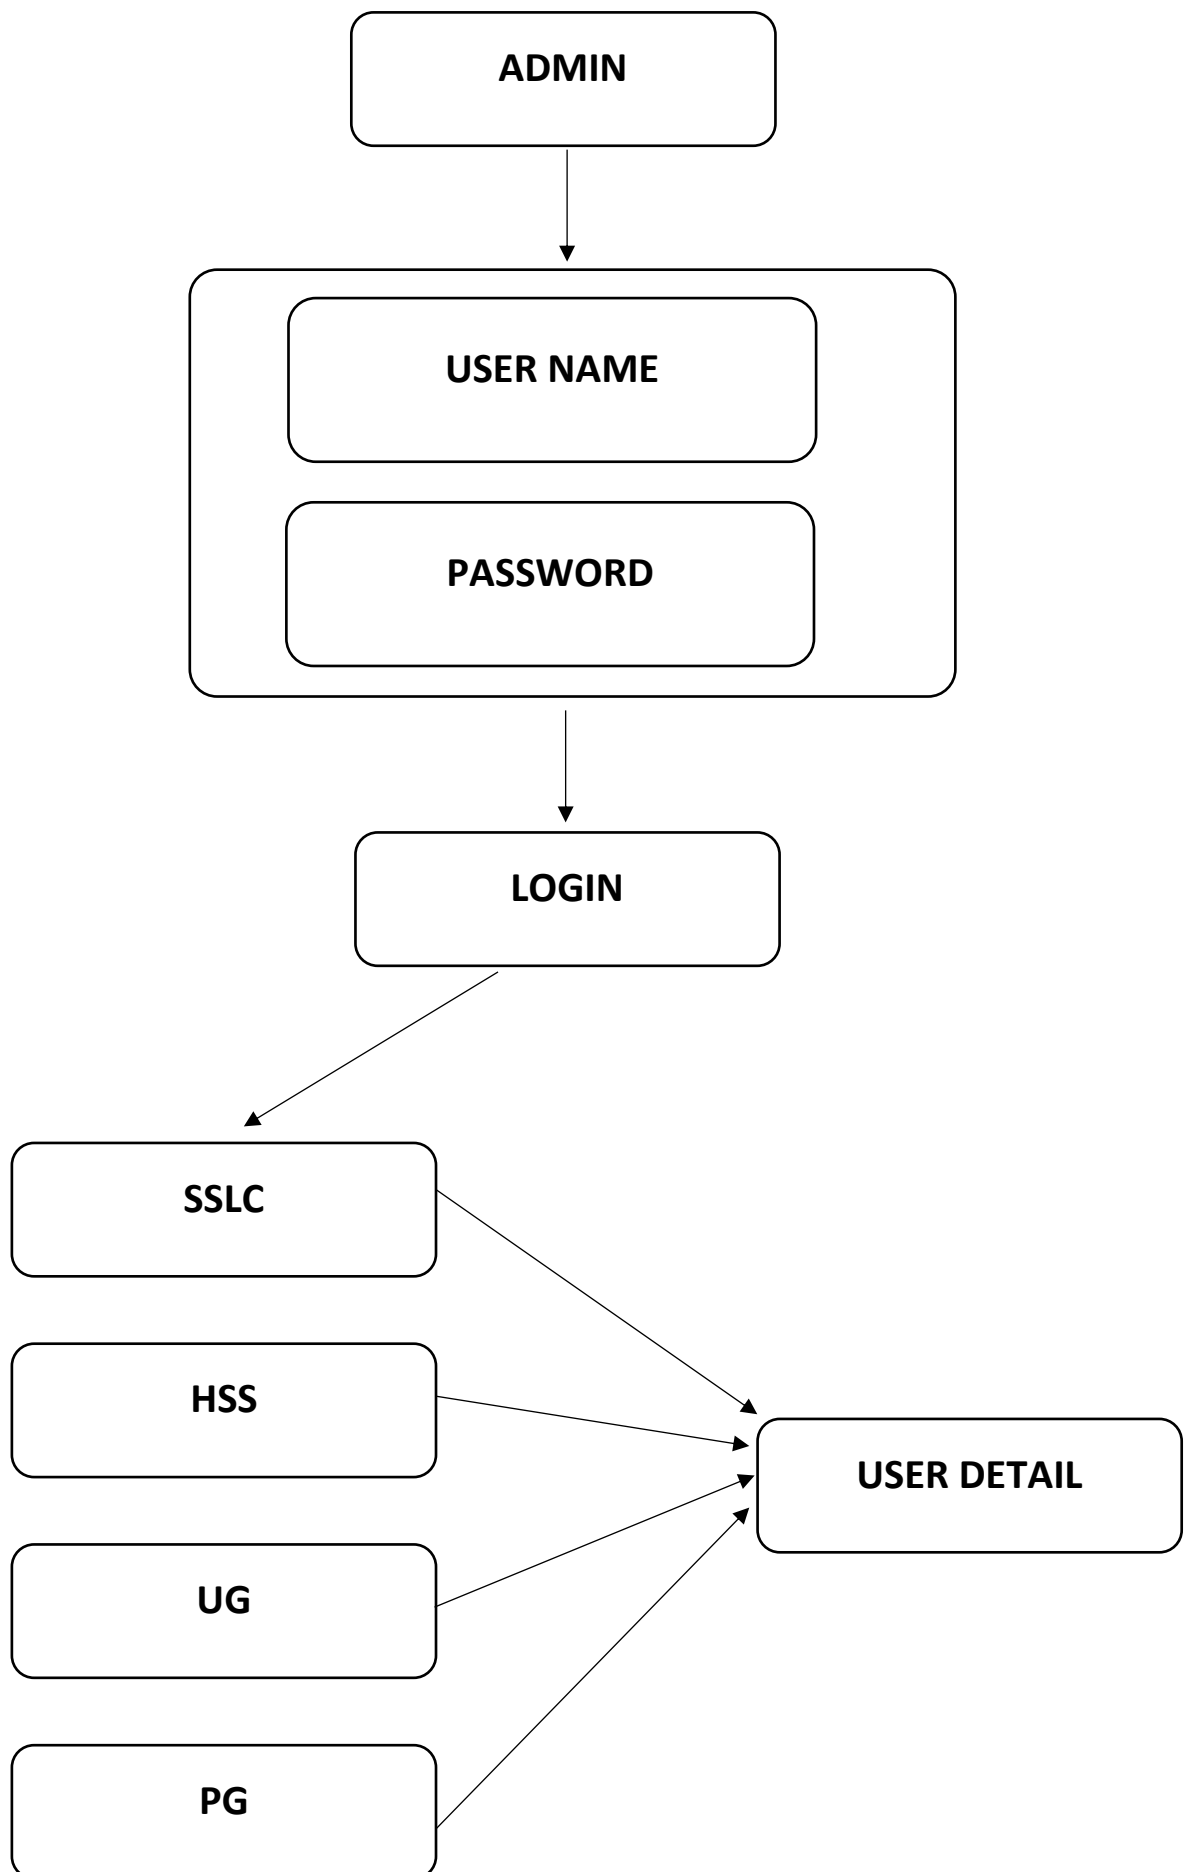 ADMIN
USER NAME
PASSWORD
LOGIN
SSLC
HSS
USER DETAIL
UG
PG